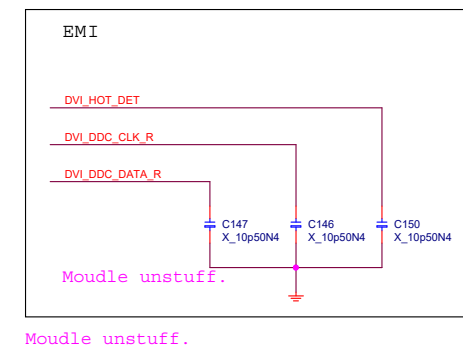 EMI
DVI_HOT_DET
DVI_DDC_CLK_R
DVI_DDC_DATA_R
C147
X_10p50N4
C146
X_10p50N4
C150
X_10p50N4
Moudle unstuff.
Moudle unstuff.